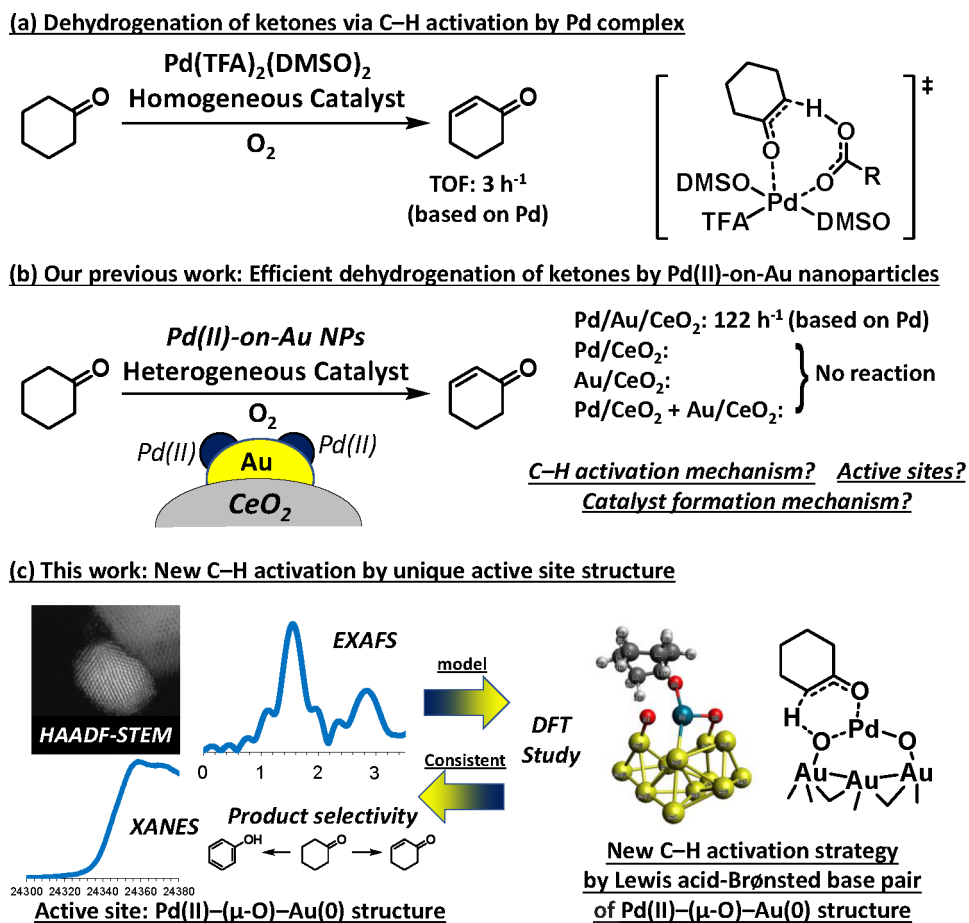 (a) Dehydrogenation of ketones via C–H activation by Pd complex
Pd(TFA)₂(DMSO)₂
Homogeneous Catalyst
O₂
O
O
TOF: 3 h⁻¹
(based on Pd)
H
O
O
O
R
DMSO
Pd
TFA
DMSO
‡
(b) Our previous work: Efficient dehydrogenation of ketones by Pd(II)-on-Au nanoparticles
Pd(II)-on-Au NPs
Heterogeneous Catalyst
O₂
O
O
Pd(II)
Pd(II)
Au
CeO₂
Pd/Au/CeO₂: 122 h⁻¹ (based on Pd)
Pd/CeO₂:
Au/CeO₂:
Pd/CeO₂ + Au/CeO₂:
No reaction
C–H activation mechanism? Active sites?
Catalyst formation mechanism?
(c) This work: New C–H activation by unique active site structure
HAADF-STEM
EXAFS
0 1 2 3
XANES
24300 24320 24340 24360 24380
model
Consistent
DFT
Study
Product selectivity
OH
O
O
Active site: Pd(II)–(μ-O)–Au(0) structure
O
H
Pd
O
O
Au
Au
Au
New C–H activation strategy
by Lewis acid-Brønsted base pair
of Pd(II)–(μ-O)–Au(0) structure